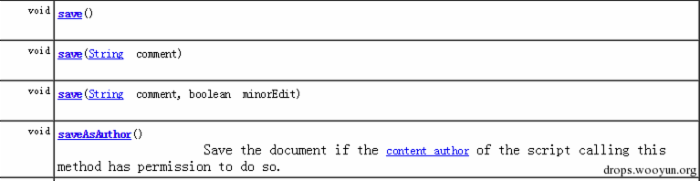 void save()
void save(String comment)
void save(String comment, boolean minorEdit)
void saveAsAuthor()
Save the document if the content author of the script calling this
method has permission to do so.
drops.wooyun.org